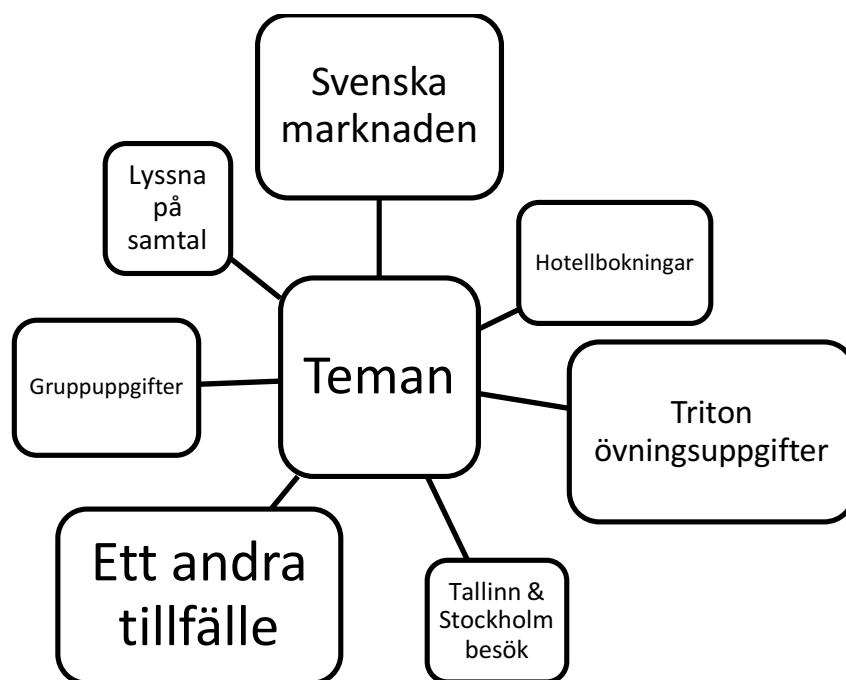 Svenska
marknaden
Lyssna
på
samtal
Hotellbokningar
Teman
Gruppuppgifter
Triton
övningsuppgifter
Ett andra
tillfälle
Tallinn &
Stockholm
besök